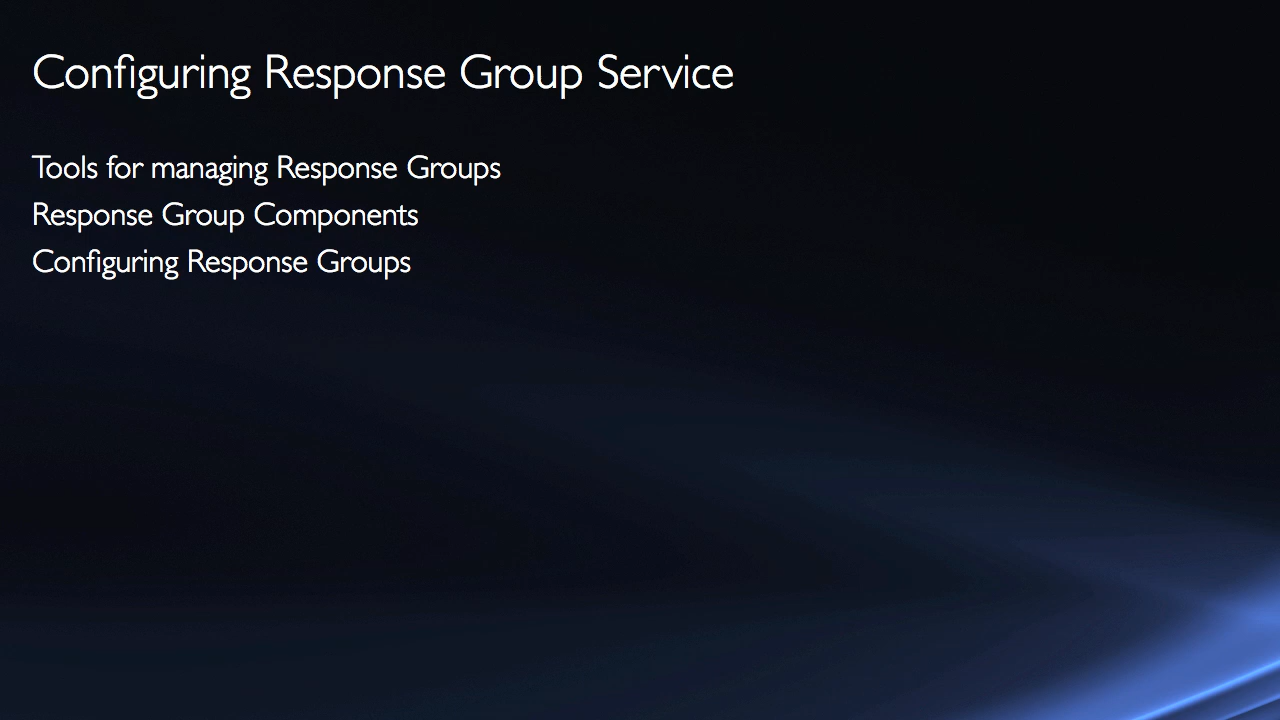 Configuring Response Group Service
Tools for managing Response Groups
Response Group Components
Configuring Response Groups